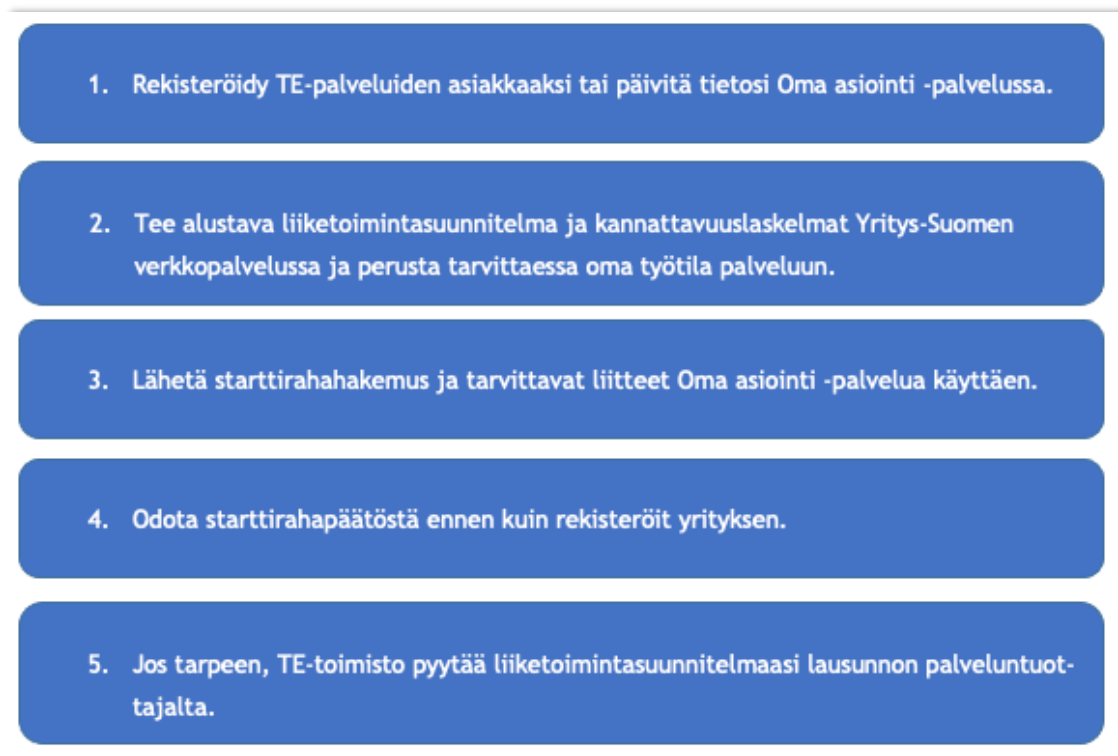 1. Rekisteröidy TE-palveluiden asiakkaaksi tai päivitä tietosi Oma asiointi -palvelussa.
2. Tee alustava liiketoimintasuunnitelma ja kannattavuuslaskelmat Yritys-Suomen
verkkopalvelussa ja perusta tarvittaessa oma työtila palveluun.
3. Lähetä starttirahahakemus ja tarvittavat liitteet Oma asiointi -palvelua käyttäen.
4. Odota starttirahapäätöstä ennen kuin rekisteröit yrityksen.
5. Jos tarpeen, TE-toimisto pyytää liiketoimintasuunnitelmaasi lausunnon palveluntuot-
tajalta.